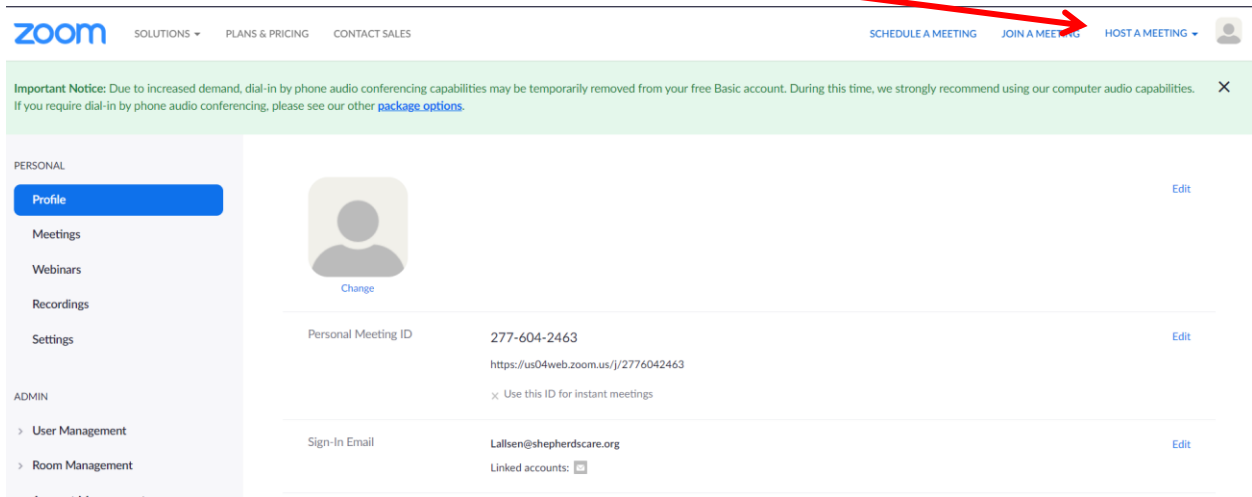 zoom SOLUTIONS PLANS & PRICING CONTACT SALES SCHEDULE A MEETING JOIN A MEETING HOST A MEETING
Important Notice: Due to increased demand, dial-in by phone audio conferencing capabilities may be temporarily removed from your free Basic account. During this time, we strongly recommend using our computer audio capabilities.
If you require dial-in by phone audio conferencing, please see our other package options.
PERSONAL
Profile
Meetings
Webinars
Recordings
Settings
ADMIN
User Management
Room Management
Edit
Change
Personal Meeting ID 277-604-2463 Edit
https://us04web.zoom.us/j/2776042463
Use this ID for instant meetings
Sign-In Email Lallsen@shepherdscare.org Edit
Linked accounts: